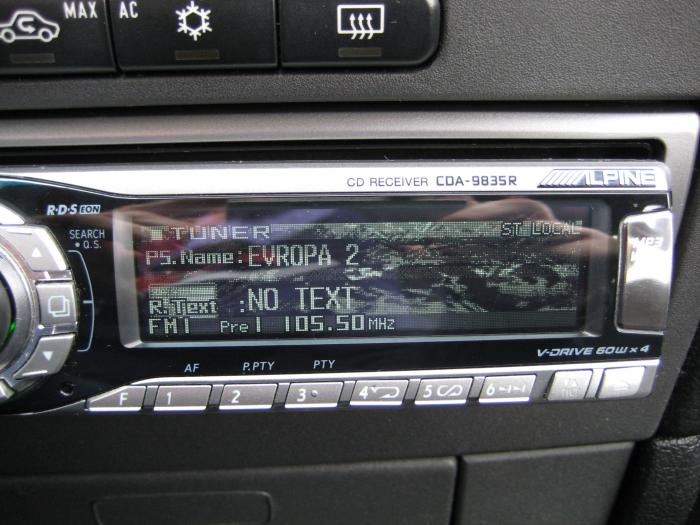 MAX AC
CD RECEIVER CDA-9835R ALPINE
R·D·S EON
SEARCH
• Q.S.
TUNER ST LOCAL
PS.Name:EVROPA 2
R.Text :NO TEXT
FM1 Pre1 105.50MHz
MP3
V-DRIVE 60W x 4
AF P.PTY PTY
F 1 2 3 4 5 6